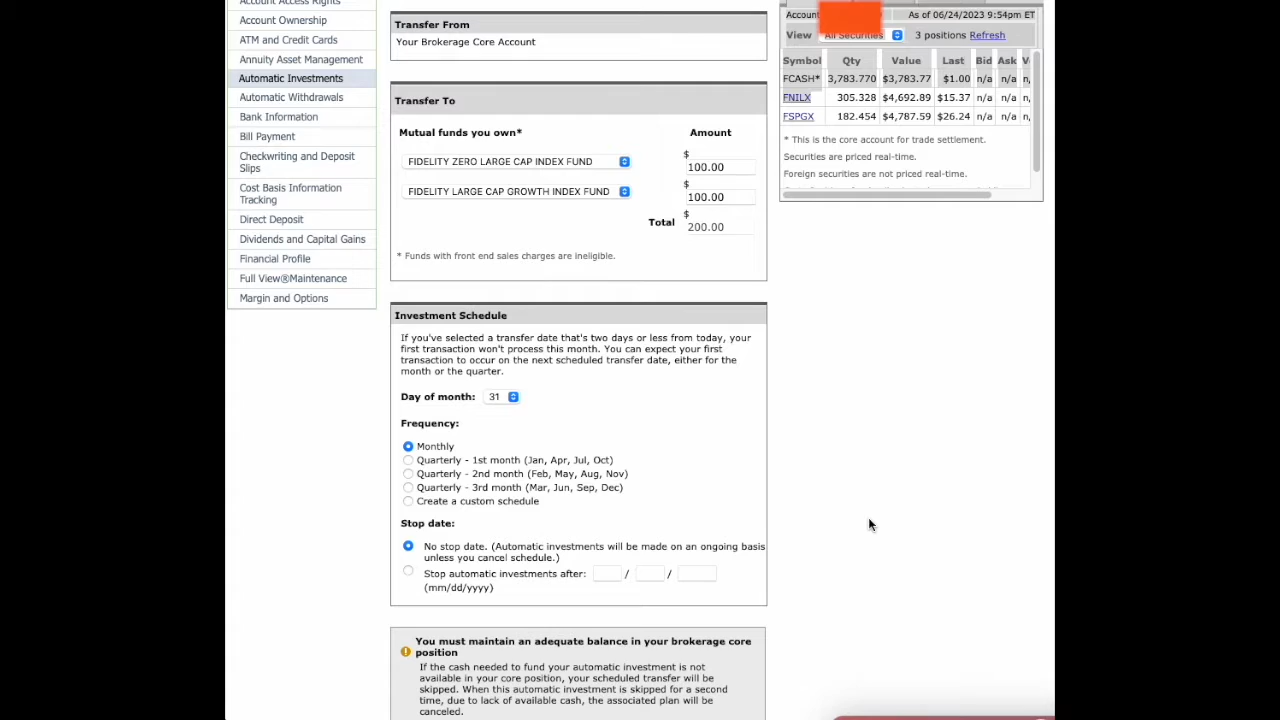 Account Access Rights
Account Ownership
ATM and Credit Cards
Annuity Asset Management
Automatic Investments
Automatic Withdrawals
Bank Information
Bill Payment
Checkwriting and Deposit
Slips
Cost Basis Information
Tracking
Direct Deposit
Dividends and Capital Gains
Financial Profile
Full View®Maintenance
Margin and Options
Transfer From
Your Brokerage Core Account
Transfer To
Mutual funds you own* Amount
$
FIDELITY ZERO LARGE CAP INDEX FUND 100.00
$
FIDELITY LARGE CAP GROWTH INDEX FUND 100.00
$
Total 200.00
* Funds with front end sales charges are ineligible.
Investment Schedule
If you've selected a transfer date that's two days or less from today, your
first transaction won't process this month. You can expect your first
transaction to occur on the next scheduled transfer date, either for the
month or the quarter.
Day of month: 31
Frequency:
Monthly
Quarterly - 1st month (Jan, Apr, Jul, Oct)
Quarterly - 2nd month (Feb, May, Aug, Nov)
Quarterly - 3rd month (Mar, Jun, Sep, Dec)
Create a custom schedule
Stop date:
No stop date. (Automatic investments will be made on an ongoing basis
unless you cancel schedule.)
Stop automatic investments after: / /
(mm/dd/yyyy)
You must maintain an adequate balance in your brokerage core
position
If the cash needed to fund your automatic investment is not
available in your core position, your scheduled transfer will be
skipped. When this automatic investment is skipped for a second
time, due to lack of available cash, the associated plan will be
canceled.
Account As of 06/24/2023 9:54pm ET
View All Securities 3 positions Refresh
Symbol Qty Value Last Bid Ask
FCASH* 3,783.770 $3,783.77 $1.00 n/a n/a n/
FNILX 305.328 $4,692.89 $15.37 n/a n/a n/
FSPGX 182.454 $4,787.59 $26.24 n/a n/a n/
* This is the core account for trade settlement.
Securities are priced real-time.
Foreign securities are not priced real-time.